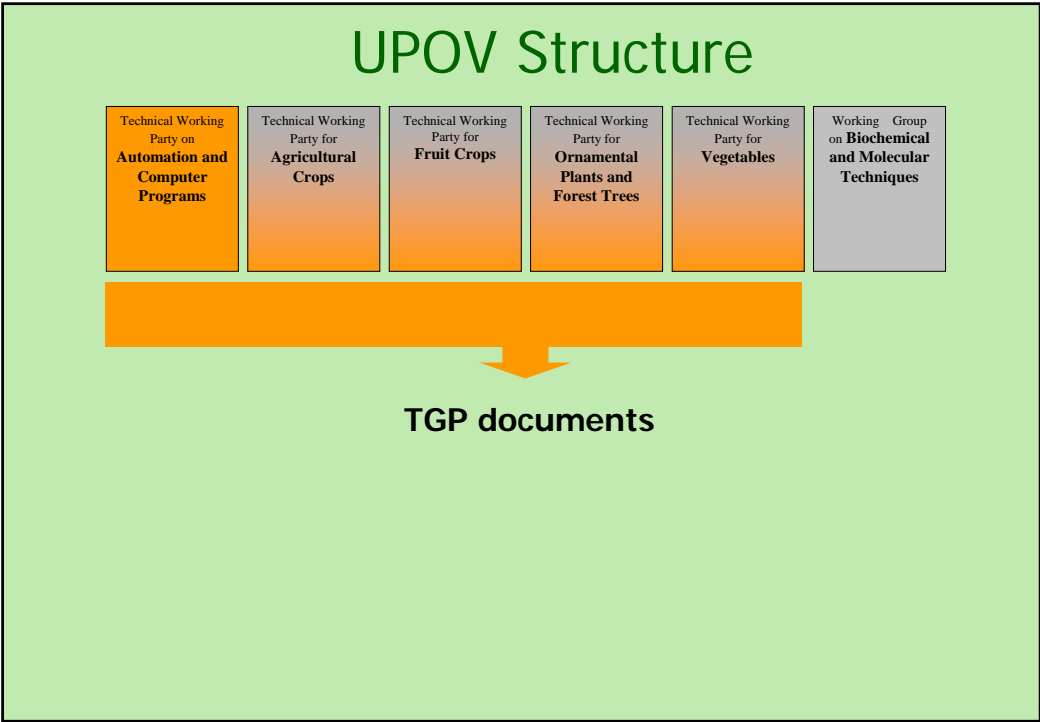 UPOV Structure
Technical Working
Party on
Automation and
Computer
Programs
Technical Working
Party for
Agricultural
Crops
Technical Working
Party for
Fruit Crops
Technical Working
Party for
Ornamental
Plants and
Forest Trees
Technical Working
Party for
Vegetables
Working Group
on Biochemical
and Molecular
Techniques
TGP documents